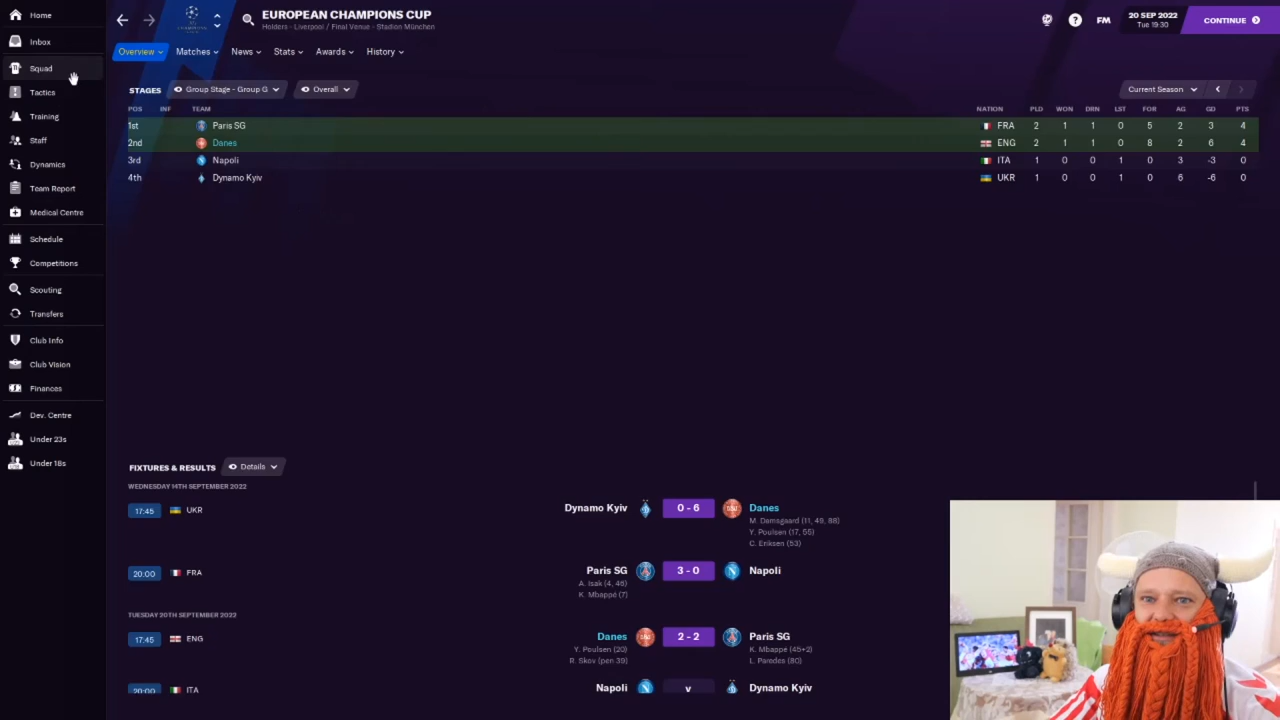 Home
Inbox
Squad
Tactics
Training
Staff
Dynamics
Team Report
Medical Centre
Schedule
Competitions
Scouting
Transfers
Club Info
Club Vision
Finances
Dev. Centre
Under 23s
Under 18s
EUROPEAN CHAMPIONS CUP
Holders - Liverpool / Final Venue - Stadion München
FM
20 SEP 2022
Tue 19:30
CONTINUE
Overview Matches News Stats Awards History
STAGES Group Stage - Group G Overall Current Season
POS INF TEAM NATION PLD WON DRN LST FOR AG GD PTS
1st Paris SG FRA 2 1 1 0 5 2 3 4
2nd Danes ENG 2 1 1 0 8 2 6 4
3rd Napoli ITA 1 0 0 1 0 3 -3 0
4th Dynamo Kyiv UKR 1 0 0 1 0 6 -6 0
FIXTURES & RESULTS Details
WEDNESDAY 14TH SEPTEMBER 2022
17:45 UKR Dynamo Kyiv 0 - 6 Danes
M. Damsgaard (11, 49, 88)
Y. Poulsen (17, 55)
C. Eriksen (53)
20:00 FRA Paris SG 3 - 0 Napoli
A. Isak (4, 46)
K. Mbappé (7)
TUESDAY 20TH SEPTEMBER 2022
17:45 ENG Danes 2 - 2 Paris SG
Y. Poulsen (20) K. Mbappé (45+2)
R. Skov (pen 39) L. Paredes (80)
20:00 ITA Napoli v Dynamo Kyiv